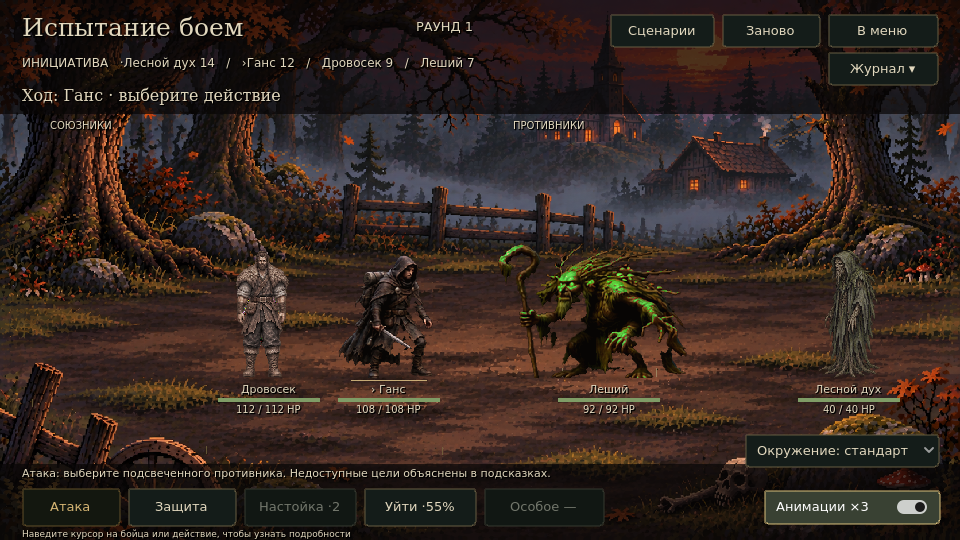 Испытание боем
РАУНД 1
Сценарии
Заново
В меню
ИНИЦИАТИВА ·Лесной дух 14 / ›Ганс 12 / Дровосек 9 / Леший 7
Журнал ▾
Ход: Ганс · выберите действие
СОЮЗНИКИ
ПРОТИВНИКИ
Дровосек
112 / 112 HP
› Ганс
108 / 108 HP
Леший
92 / 92 HP
Лесной дух
40 / 40 HP
Окружение: стандарт
Атака: выберите подсвеченного противника. Недоступные цели объяснены в подсказках.
Атака
Защита
Настойка ·2
Уйти ·55%
Особое —
Анимации ×3
Наведите курсор на бойца или действие, чтобы узнать подробности